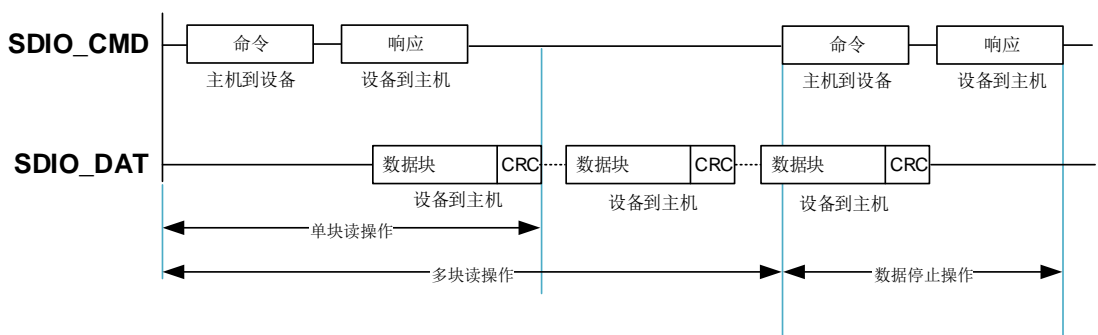 SDIO_CMD
命令
响应
命令
响应
主机到设备
设备到主机
主机到设备
设备到主机
SDIO_DAT
数据块
CRC
数据块
CRC
数据块
CRC
设备到主机
设备到主机
设备到主机
单块读操作
多块读操作
数据停止操作